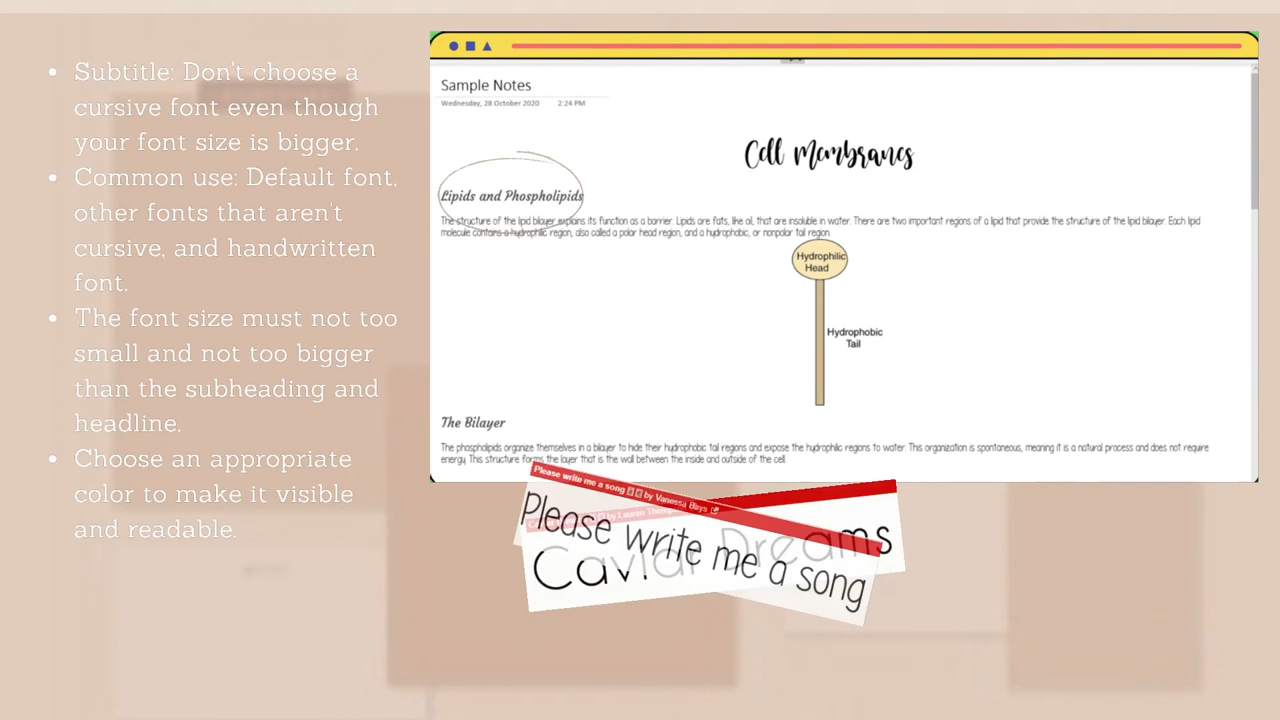 • Subtitle: Don't choose a
cursive font even though
your font size is bigger.
• Common use: Default font,
other fonts that aren't
cursive, and handwritten
font.
• The font size must not too
small and not too bigger
than the subheading and
headline.
• Choose an appropriate
color to make it visible
and readable.
Sample Notes
Wednesday, 28 October 2020 2:24 PM
Cell Membranes
Lipids and Phospholipids
The structure of the lipid bilayer explains its function as a barrier. Lipids are fats, like oil, that are insoluble in water. There are two important regions of a lipid that provide the structure of the lipid bilayer. Each lipid
molecule contains a hydrophilic region, also called a polar head region, and a hydrophobic, or nonpolar tail region.
Hydrophilic
Head
Hydrophobic
Tail
The Bilayer
The phospholipids organize themselves in a bilayer to hide their hydrophobic tail regions and expose the hydrophilic regions to water. This organization is spontaneous, meaning it is a natural process and does not require
energy. This structure forms the layer that is the wall between the inside and outside of the cell.
Please write me a song by Vanessa Bays
Please write me a song
by Lauren
Caviar Dreams